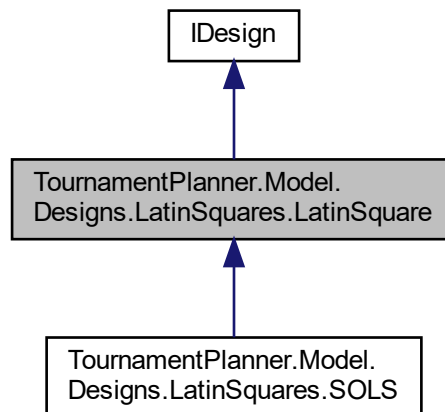 IDesign
TournamentPlanner.Model.
Designs.LatinSquares.LatinSquare
TournamentPlanner.Model.
Designs.LatinSquares.SOLS